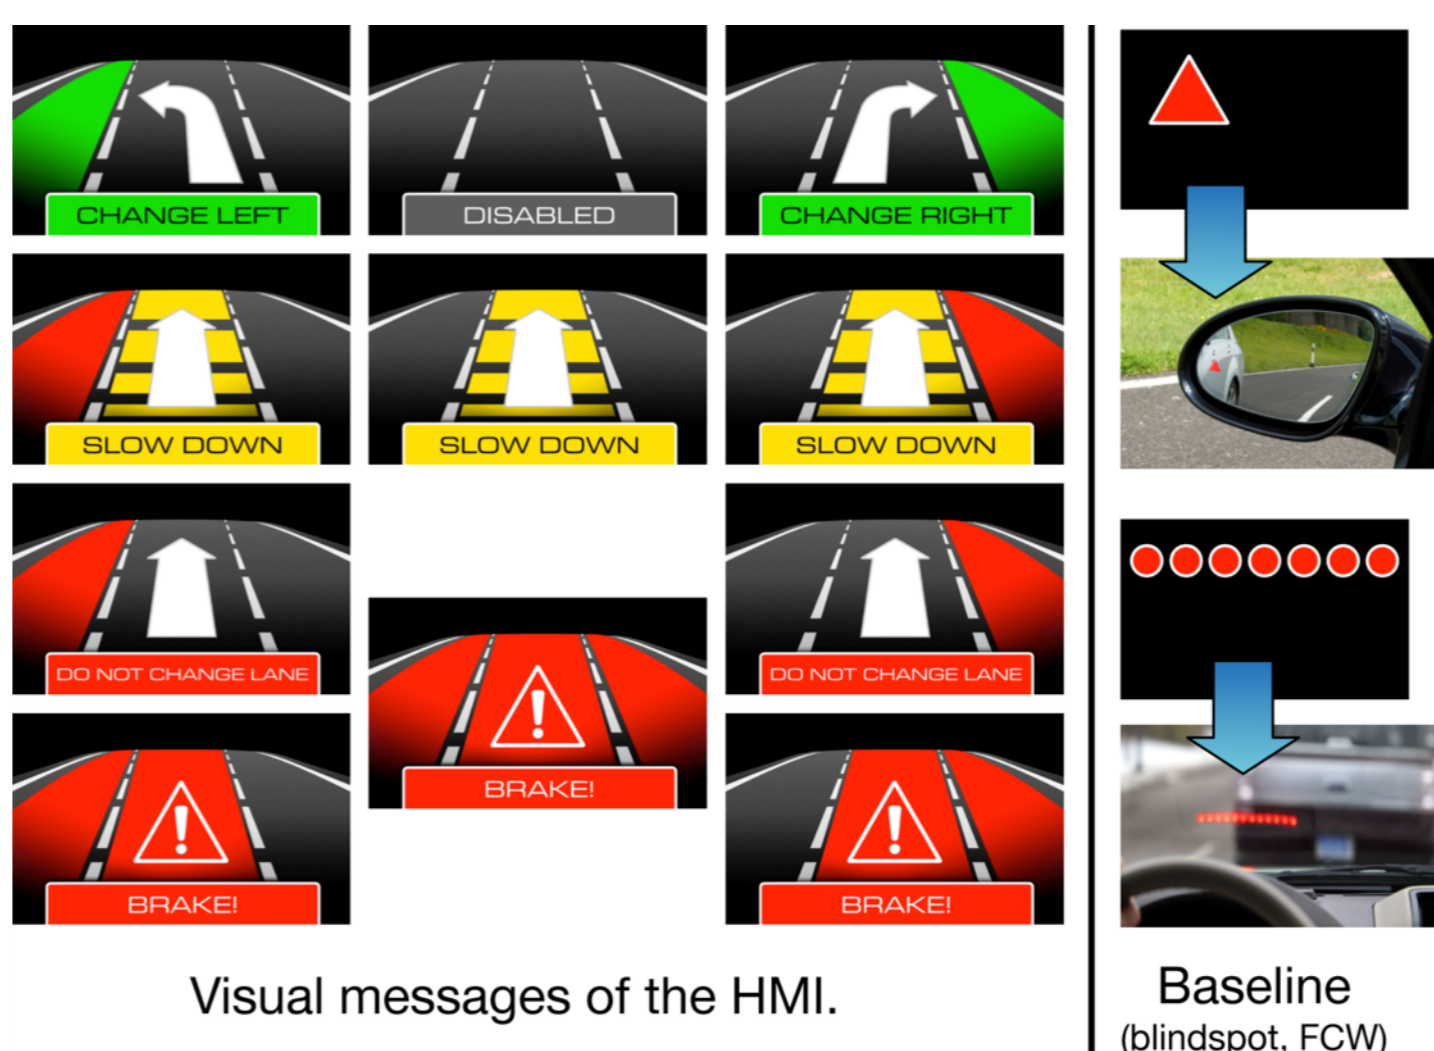 CHANGE LEFT
DISABLED
CHANGE RIGHT
SLOW DOWN
SLOW DOWN
SLOW DOWN
DO NOT CHANGE LANE
DO NOT CHANGE LANE
BRAKE!
BRAKE!
BRAKE!
Visual messages of the HMI.
Baseline
(blindspot, FCW)